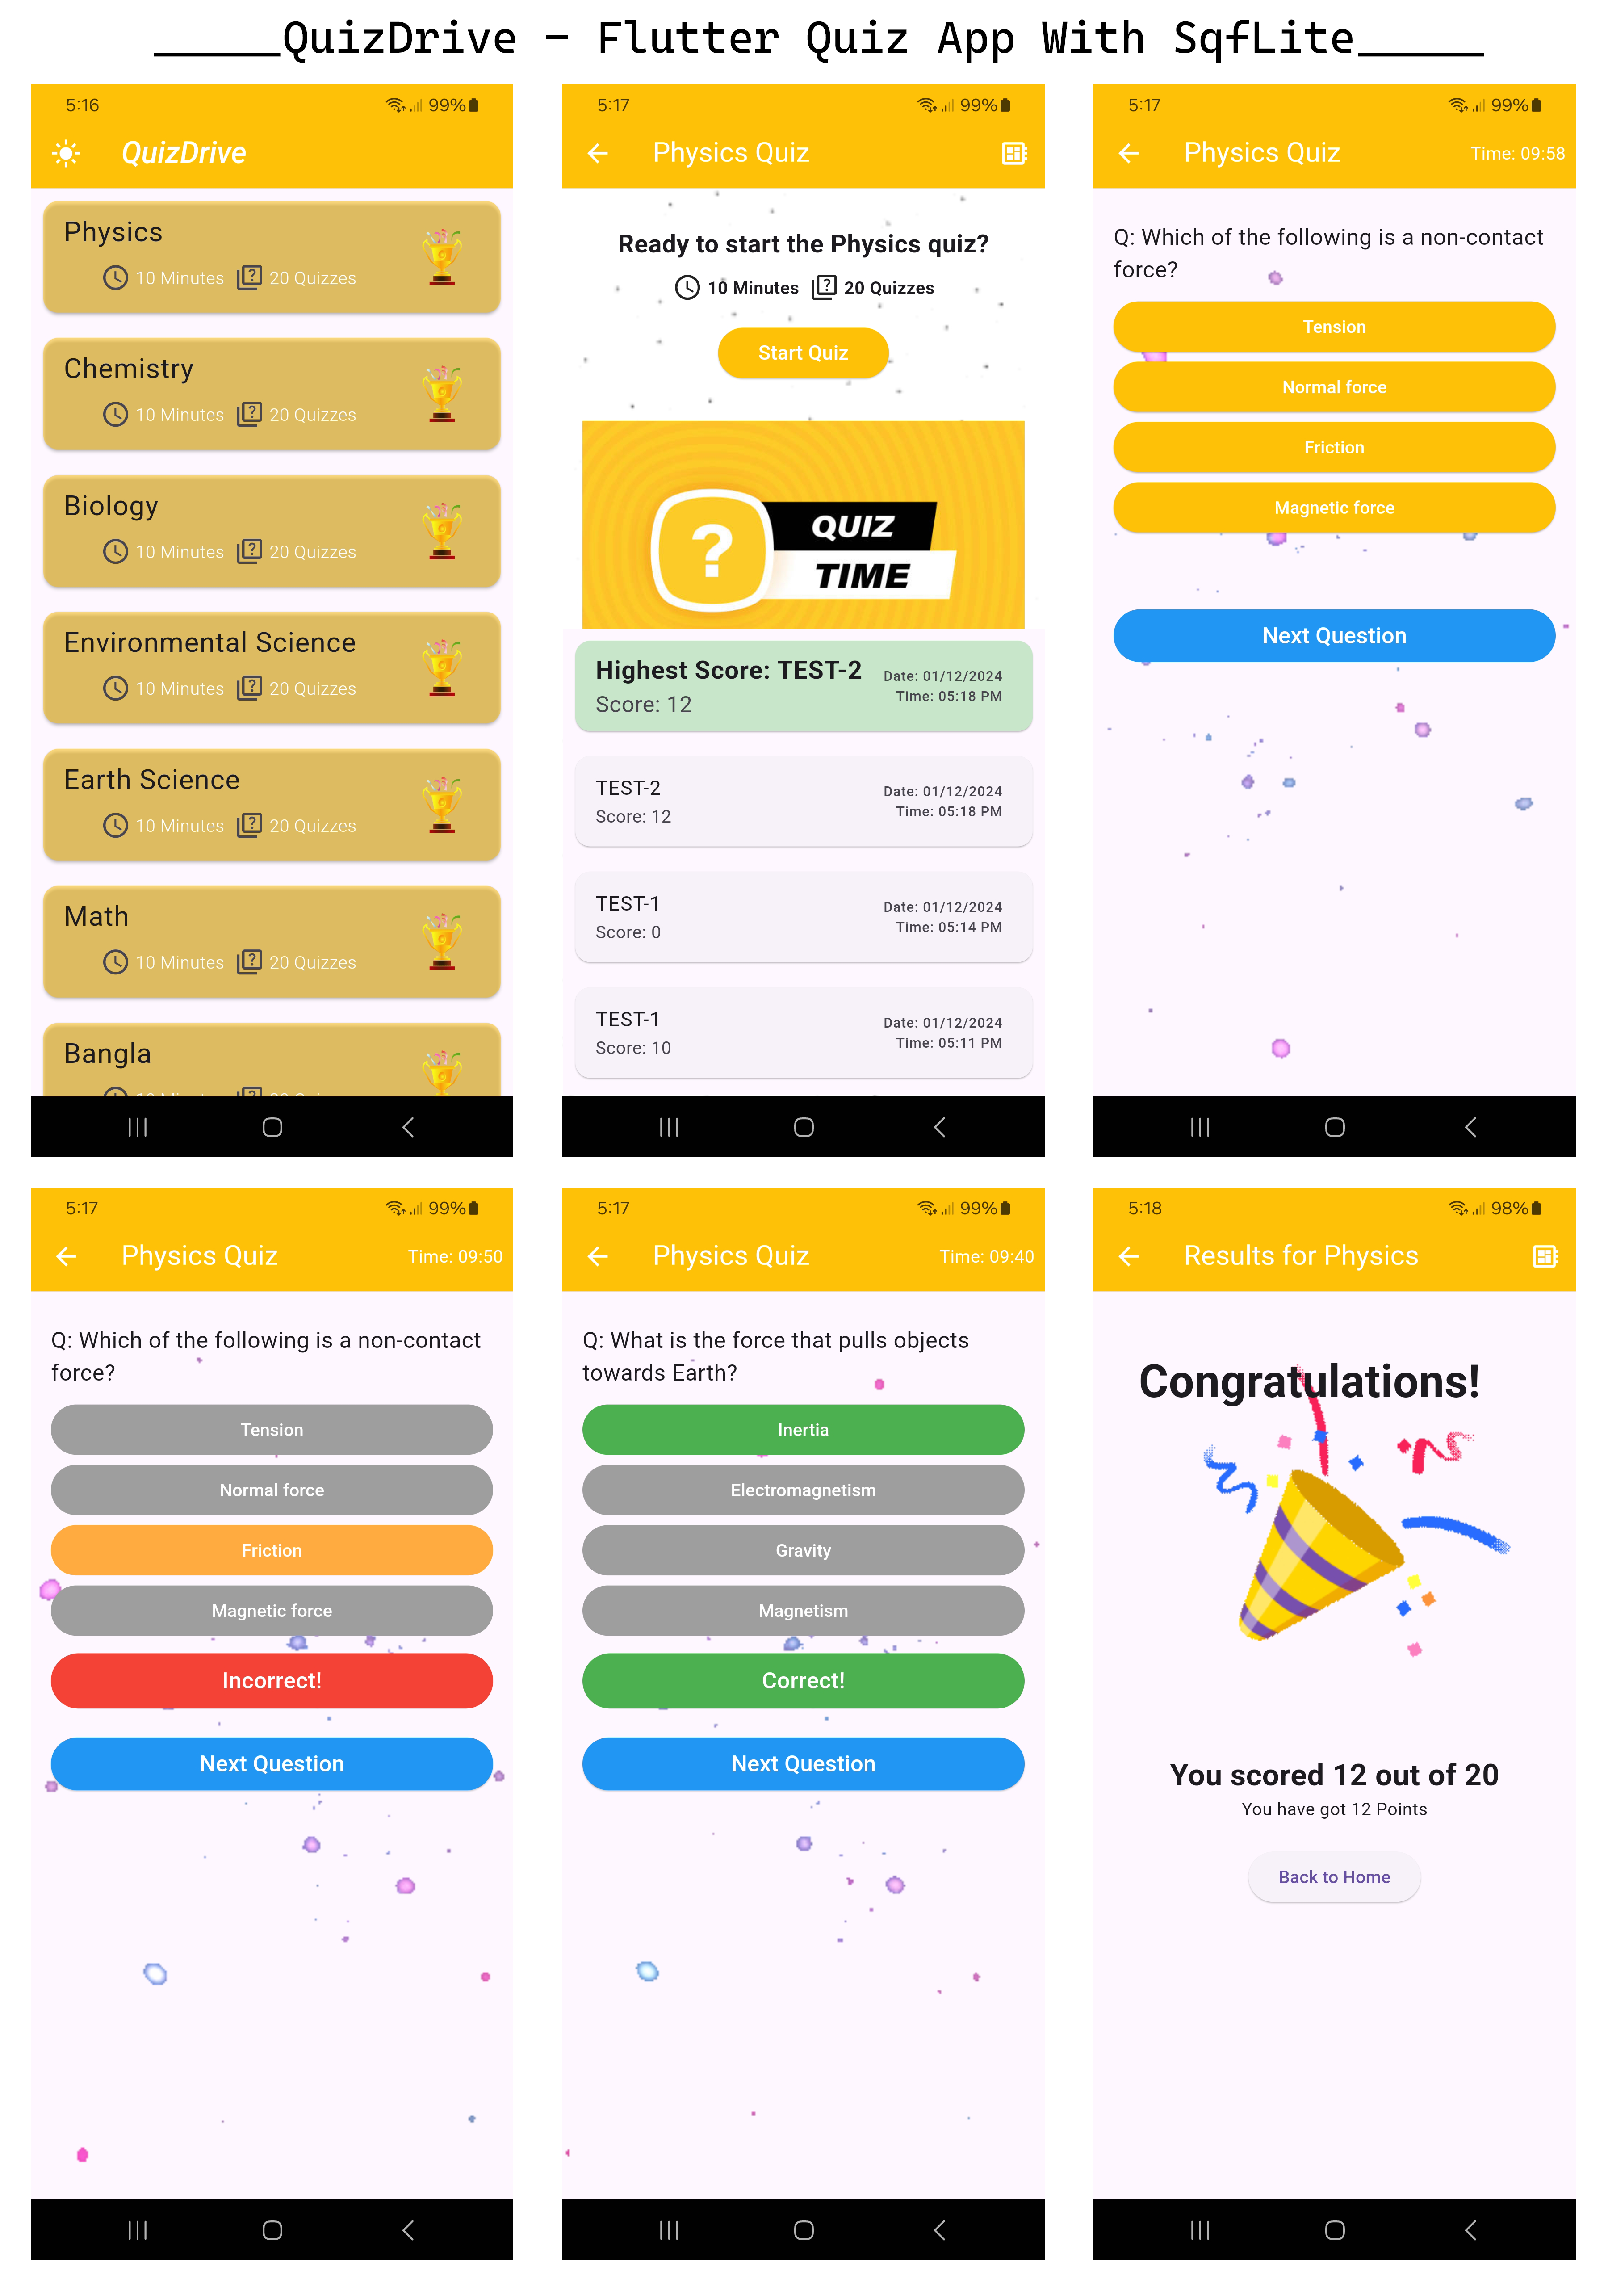 _____QuizDrive - Flutter Quiz App With SqfLite_____
5:16 99%
QuizDrive
Physics
10 Minutes 20 Quizzes
Chemistry
10 Minutes 20 Quizzes
Biology
10 Minutes 20 Quizzes
Environmental Science
10 Minutes 20 Quizzes
Earth Science
10 Minutes 20 Quizzes
Math
10 Minutes 20 Quizzes
Bangla
5:17 99%
Physics Quiz
Ready to start the Physics quiz?
10 Minutes 20 Quizzes
Start Quiz
?
QUIZ
TIME
Highest Score: TEST-2
Score: 12
Date: 01/12/2024
Time: 05:18 PM
TEST-2
Score: 12
Date: 01/12/2024
Time: 05:18 PM
TEST-1
Score: 0
Date: 01/12/2024
Time: 05:14 PM
TEST-1
Score: 10
Date: 01/12/2024
Time: 05:11 PM
5:17 99%
Physics Quiz Time: 09:58
Q: Which of the following is a non-contact
force?
Tension
Normal force
Friction
Magnetic force
Next Question
5:17 99%
Physics Quiz Time: 09:50
Q: Which of the following is a non-contact
force?
Tension
Normal force
Friction
Magnetic force
Incorrect!
Next Question
5:17 99%
Physics Quiz Time: 09:40
Q: What is the force that pulls objects
towards Earth?
Inertia
Electromagnetism
Gravity
Magnetism
Correct!
Next Question
5:18 98%
Results for Physics
Congratulations!
You scored 12 out of 20
You have got 12 Points
Back to Home